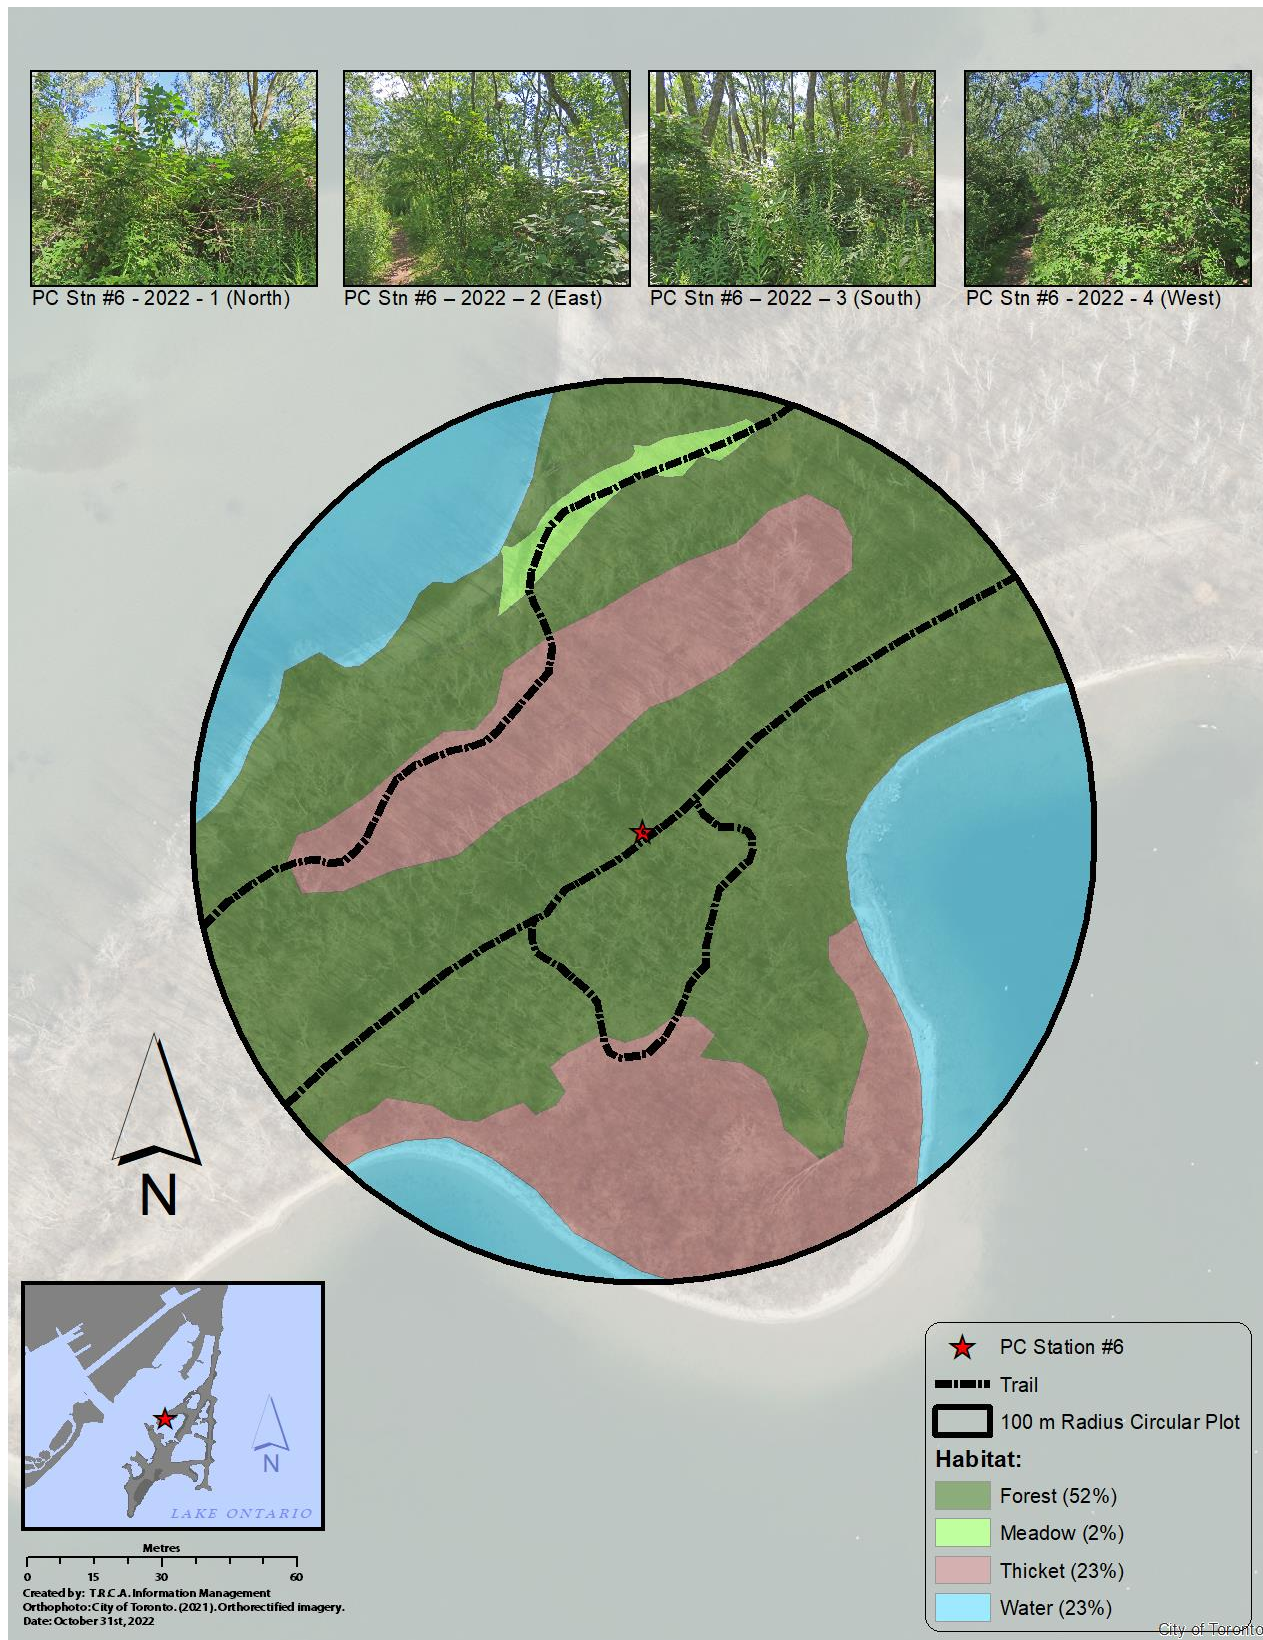 PC Stn #6 - 2022 - 1 (North)
PC Stn #6 – 2022 – 2 (East)
PC Stn #6 – 2022 – 3 (South)
PC Stn #6 - 2022 - 4 (West)
N
N
LAKE ONTARIO
Metres
0 15 30 60
Created by: T.R.C.A. Information Management
Orthophoto: City of Toronto. (2021). Orthorectified imagery.
Date: October 31st, 2022
PC Station #6
Trail
100 m Radius Circular Plot
Habitat:
Forest (52%)
Meadow (2%)
Thicket (23%)
Water (23%)
City of Toronto